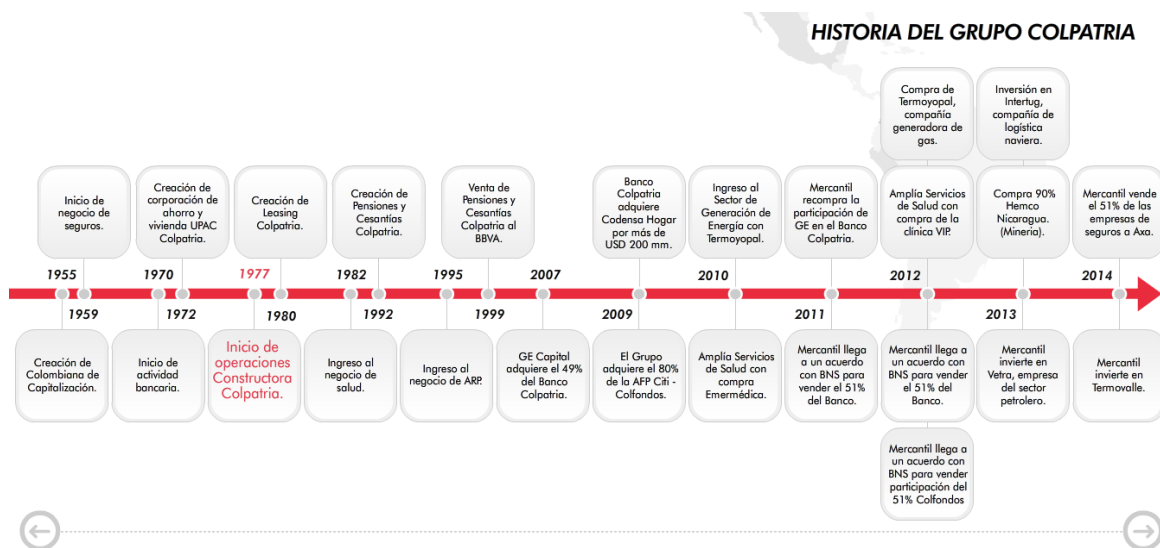 HISTORIA DEL GRUPO COLPATRIA
Compra de
Termoyopal,
compañía
generadora de
gas.
Inversión en
Intertug,
compañía de
logística
naviera.
Inicio de
negocio de
seguros.
Creación de
corporación de
ahorro y
vivienda UPAC
Colpatria.
Creación de
Leasing
Colpatria.
Creación de
Pensiones y
Cesantías
Colpatria.
Venta de
Pensiones y
Cesantías
Colpatria al
BBVA.
Banco
Colpatria
adquiere
Codensa Hogar
por más de
USD 200 mm.
Ingreso al
Sector de
Generación de
Energía con
Termoyopal.
Mercantil
recompra la
participación de
GE en el Banco
Colpatria.
Amplía Servicios
de Salud con
compra de la
clínica VIP.
Compra 90%
Hemco
Nicaragua.
(Mineria).
Mercantil vende
el 51% de las
empresas de
seguros a Axa.
1955 1970 1977 1982 1995 2007 2010 2012 2014
1959 1972 1980 1992 1999 2009 2011 2013
Creación de
Colombiana de
Capitalización.
Inicio de
actividad
bancaria.
Inicio de
operaciones
Constructora
Colpatria.
Ingreso al
negocio de
salud.
Ingreso al
negocio de ARP.
GE Capital
adquiere el 49%
del Banco
Colpatria.
El Grupo
adquiere el 80%
de la AFP Citi -
Colfondos.
Amplía Servicios
de Salud con
compra
Emermédica.
Mercantil llega
a un acuerdo
con BNS para
vender el 51%
del Banco.
Mercantil llega a
un acuerdo con
BNS para vender
el 51% del
Banco.
Mercantil
invierte en
Vetra, empresa
del sector
petrolero.
Mercantil
invierte en
Termovalle.
Mercantil llega a
un acuerdo con
BNS para vender
participación del
51% Colfondos